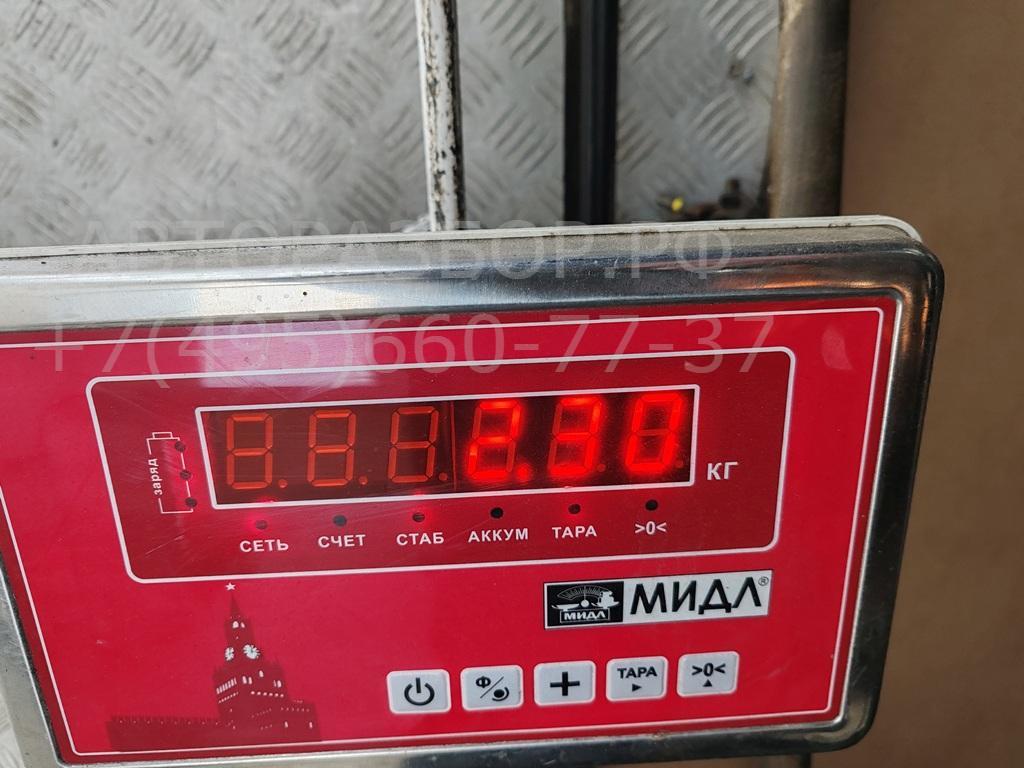 АВТОРАЗБОР.РФ
+7(495)660-77-37
заряд
2.30
КГ
СЕТЬ СЧЕТ СТАБ АККУМ ТАРА >0<
МИДЛ МИДЛ®
Ф + ТАРА >0<